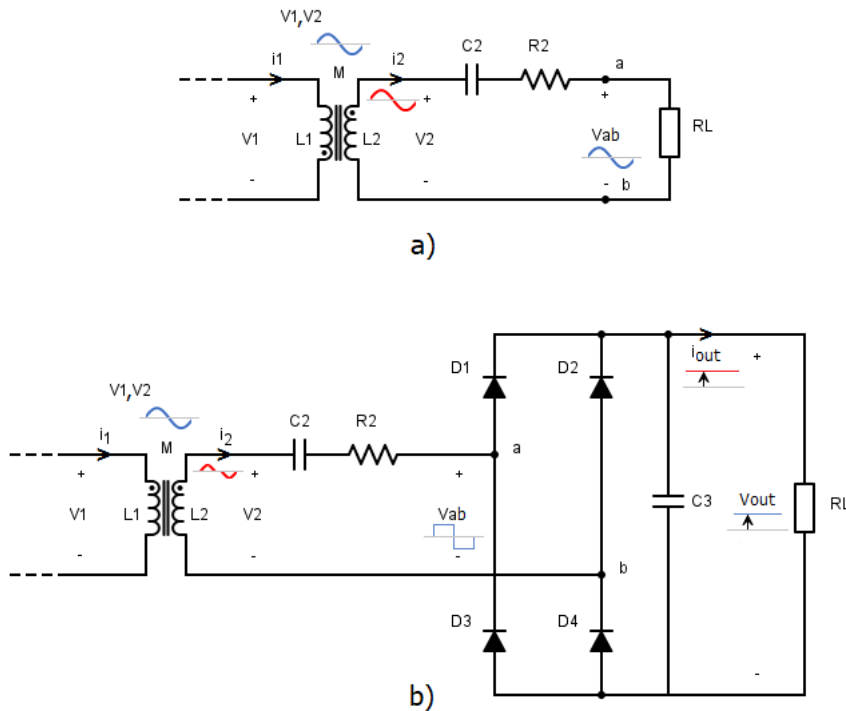 V1,V2
C2 R2
i1 M i2 a
+ + +
V1 L1 L2 V2 Vab RL
- - - b
a)
D1 D2 iout +
V1,V2
C2 R2
i1 M i2 a
+ + +
V1 L1 L2 V2 Vab C3 Vout RL
- - -
b
D3 D4
-
b)